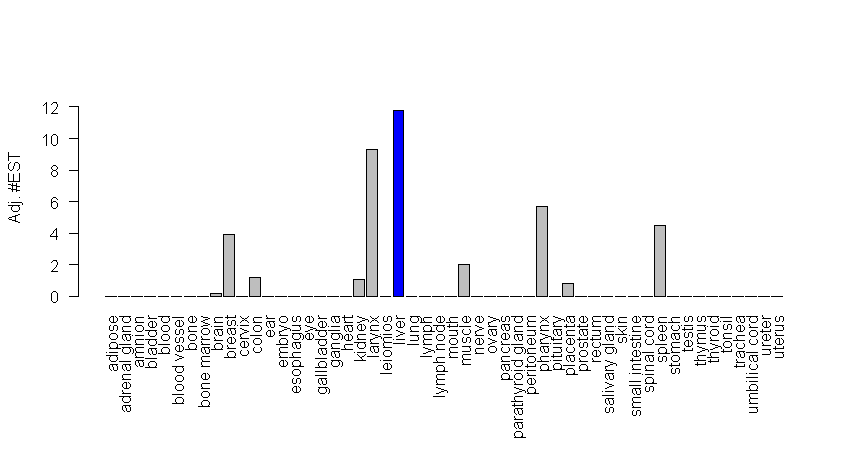 Adj. #EST
12
10
8
6
4
2
0
adipose
adrenal gland
amnion
bladder
blood
blood vessel
bone
bone marrow
brain
breast
cervix
colon
ear
embryo
esophagus
eye
gallbladder
ganglia
heart
kidney
larynx
leiomios
liver
lung
lymph
lymph node
mouth
muscle
nerve
ovary
pancreas
parathyroid gland
peritoneum
pharynx
pituitary
placenta
prostate
rectum
salivary gland
skin
small intestine
spinal cord
spleen
stomach
testis
thymus
thyroid
tonsil
trachea
umbilical cord
ureter
uterus